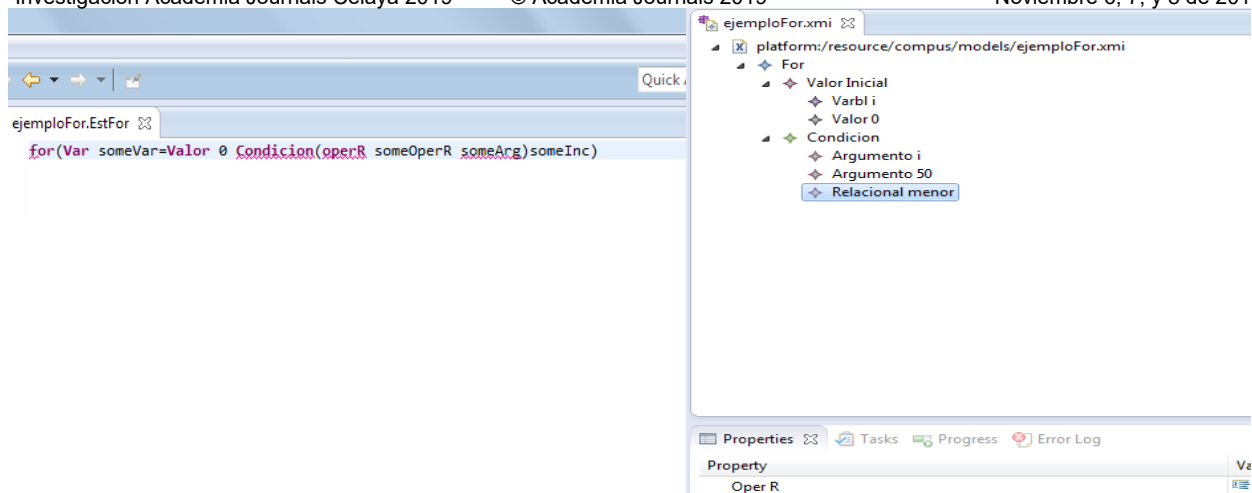 Investigación Academia Journals Celaya 2019 © Academia Journals 2019 Noviembre 6, 7, y 8 de 201
Quick
ejemploFor.EstFor
for(Var someVar=Valor 0 Condicion(operR someOperR someArg)someInc)
ejemploFor.xmi
platform:/resource/compus/models/ejemploFor.xmi
For
Valor Inicial
Varbl i
Valor 0
Condicion
Argumento i
Argumento 50
Relacional menor
Properties Tasks Progress Error Log
Property Va
Oper R